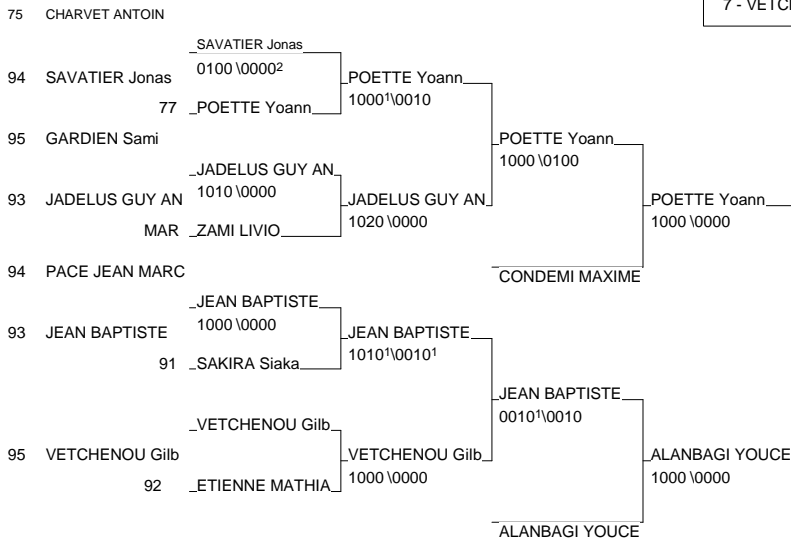 7 - VETCH
75 CHARVET ANTOIN
SAVATIER Jonas
94 SAVATIER Jonas 0100 \0000² POETTE Yoann
77 POETTE Yoann 1000¹\0010
95 GARDIEN Sami POETTE Yoann
JADELUS GUY AN 1000 \0100
93 JADELUS GUY AN 1010 \0000 JADELUS GUY AN POETTE Yoann
MAR ZAMI LIVIO 1020 \0000 1000 \0000
94 PACE JEAN MARC CONDEMI MAXIME
JEAN BAPTISTE
93 JEAN BAPTISTE 1000 \0000 JEAN BAPTISTE
91 SAKIRA Siaka 1010¹\0010¹
JEAN BAPTISTE
VETCHENOU Gilb 0010¹\0010
95 VETCHENOU Gilb VETCHENOU Gilb ALANBAGI YOUCE
92 ETIENNE MATHIA 1000 \0000 1000 \0000
ALANBAGI YOUCE